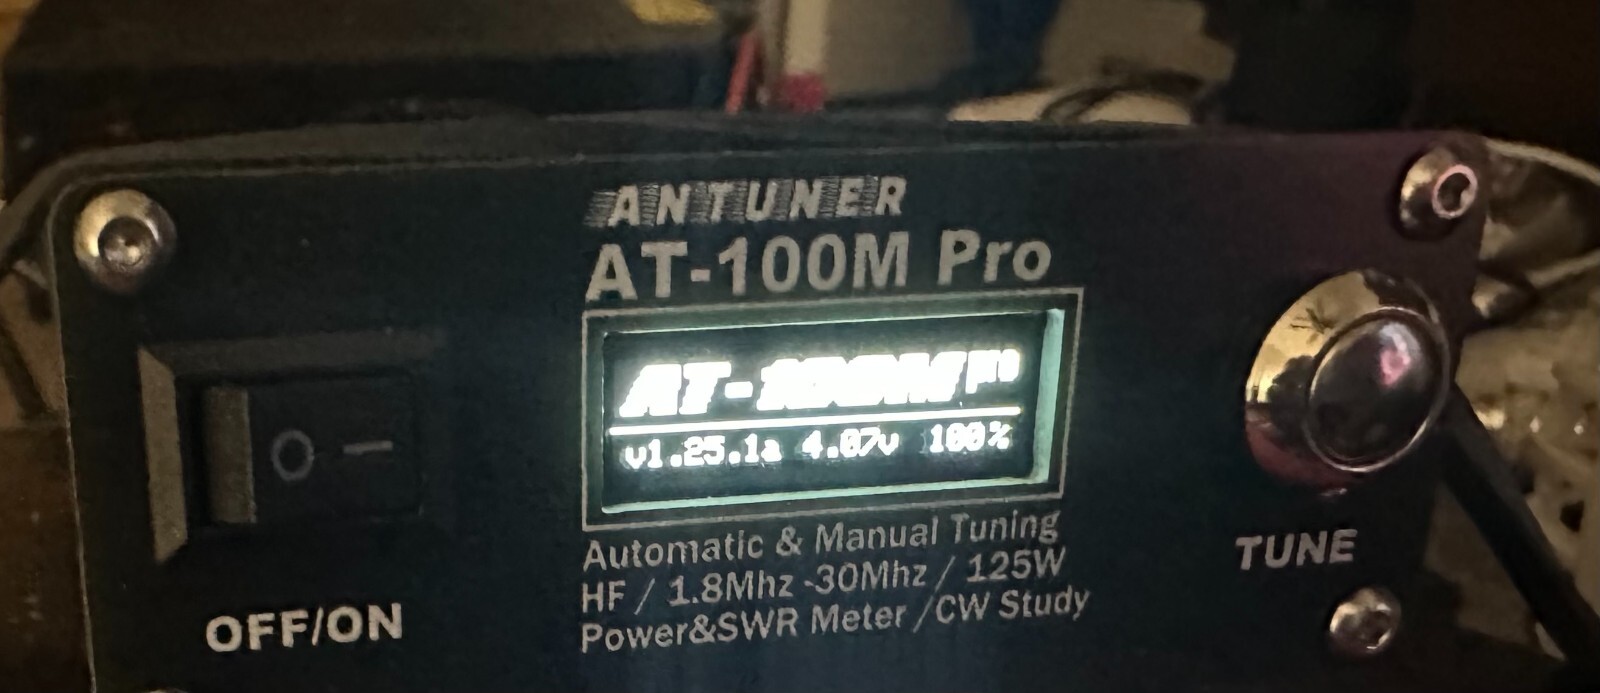 ANTUNER
AT-100M Pro
AT-100M Pro
v1.25.1a 4.07v 100%
Automatic & Manual Tuning
HF / 1.8Mhz -30Mhz / 125W
Power&SWR Meter /CW Study
OFF/ON
TUNE